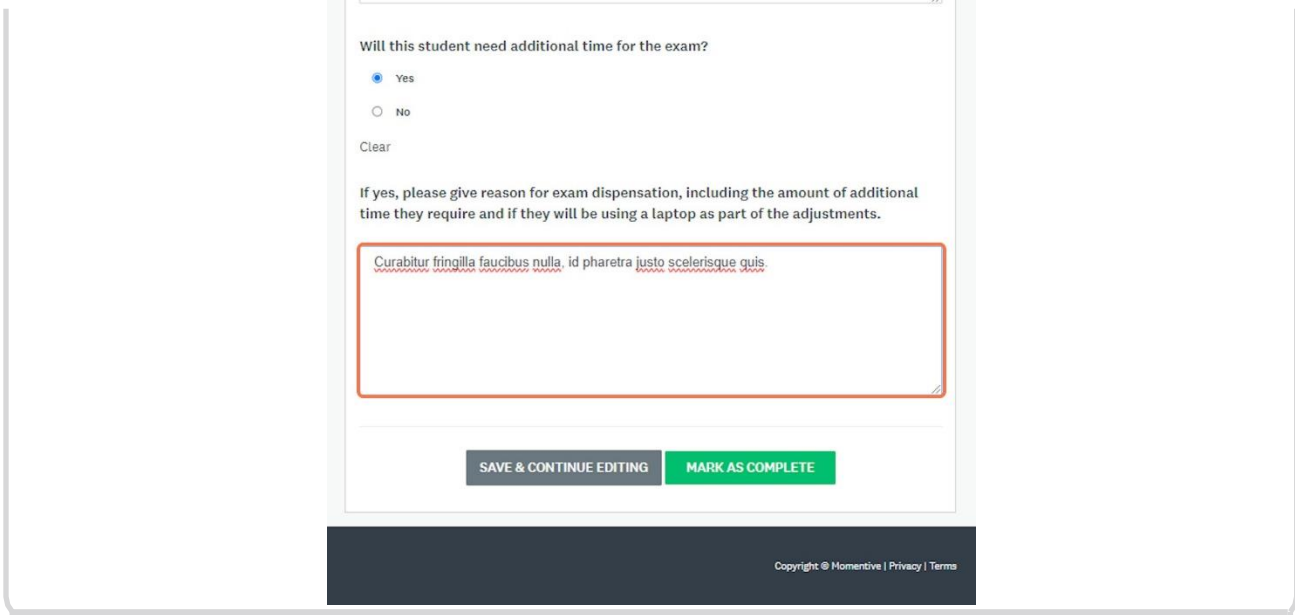 Will this student need additional time for the exam?
Yes
No
Clear
If yes, please give reason for exam dispensation, including the amount of additional
time they require and if they will be using a laptop as part of the adjustments.
Curabitur fringilla faucibus nulla, id pharetra justo scelerisque quis.
SAVE & CONTINUE EDITING MARK AS COMPLETE
Copyright © Momentive | Privacy | Terms